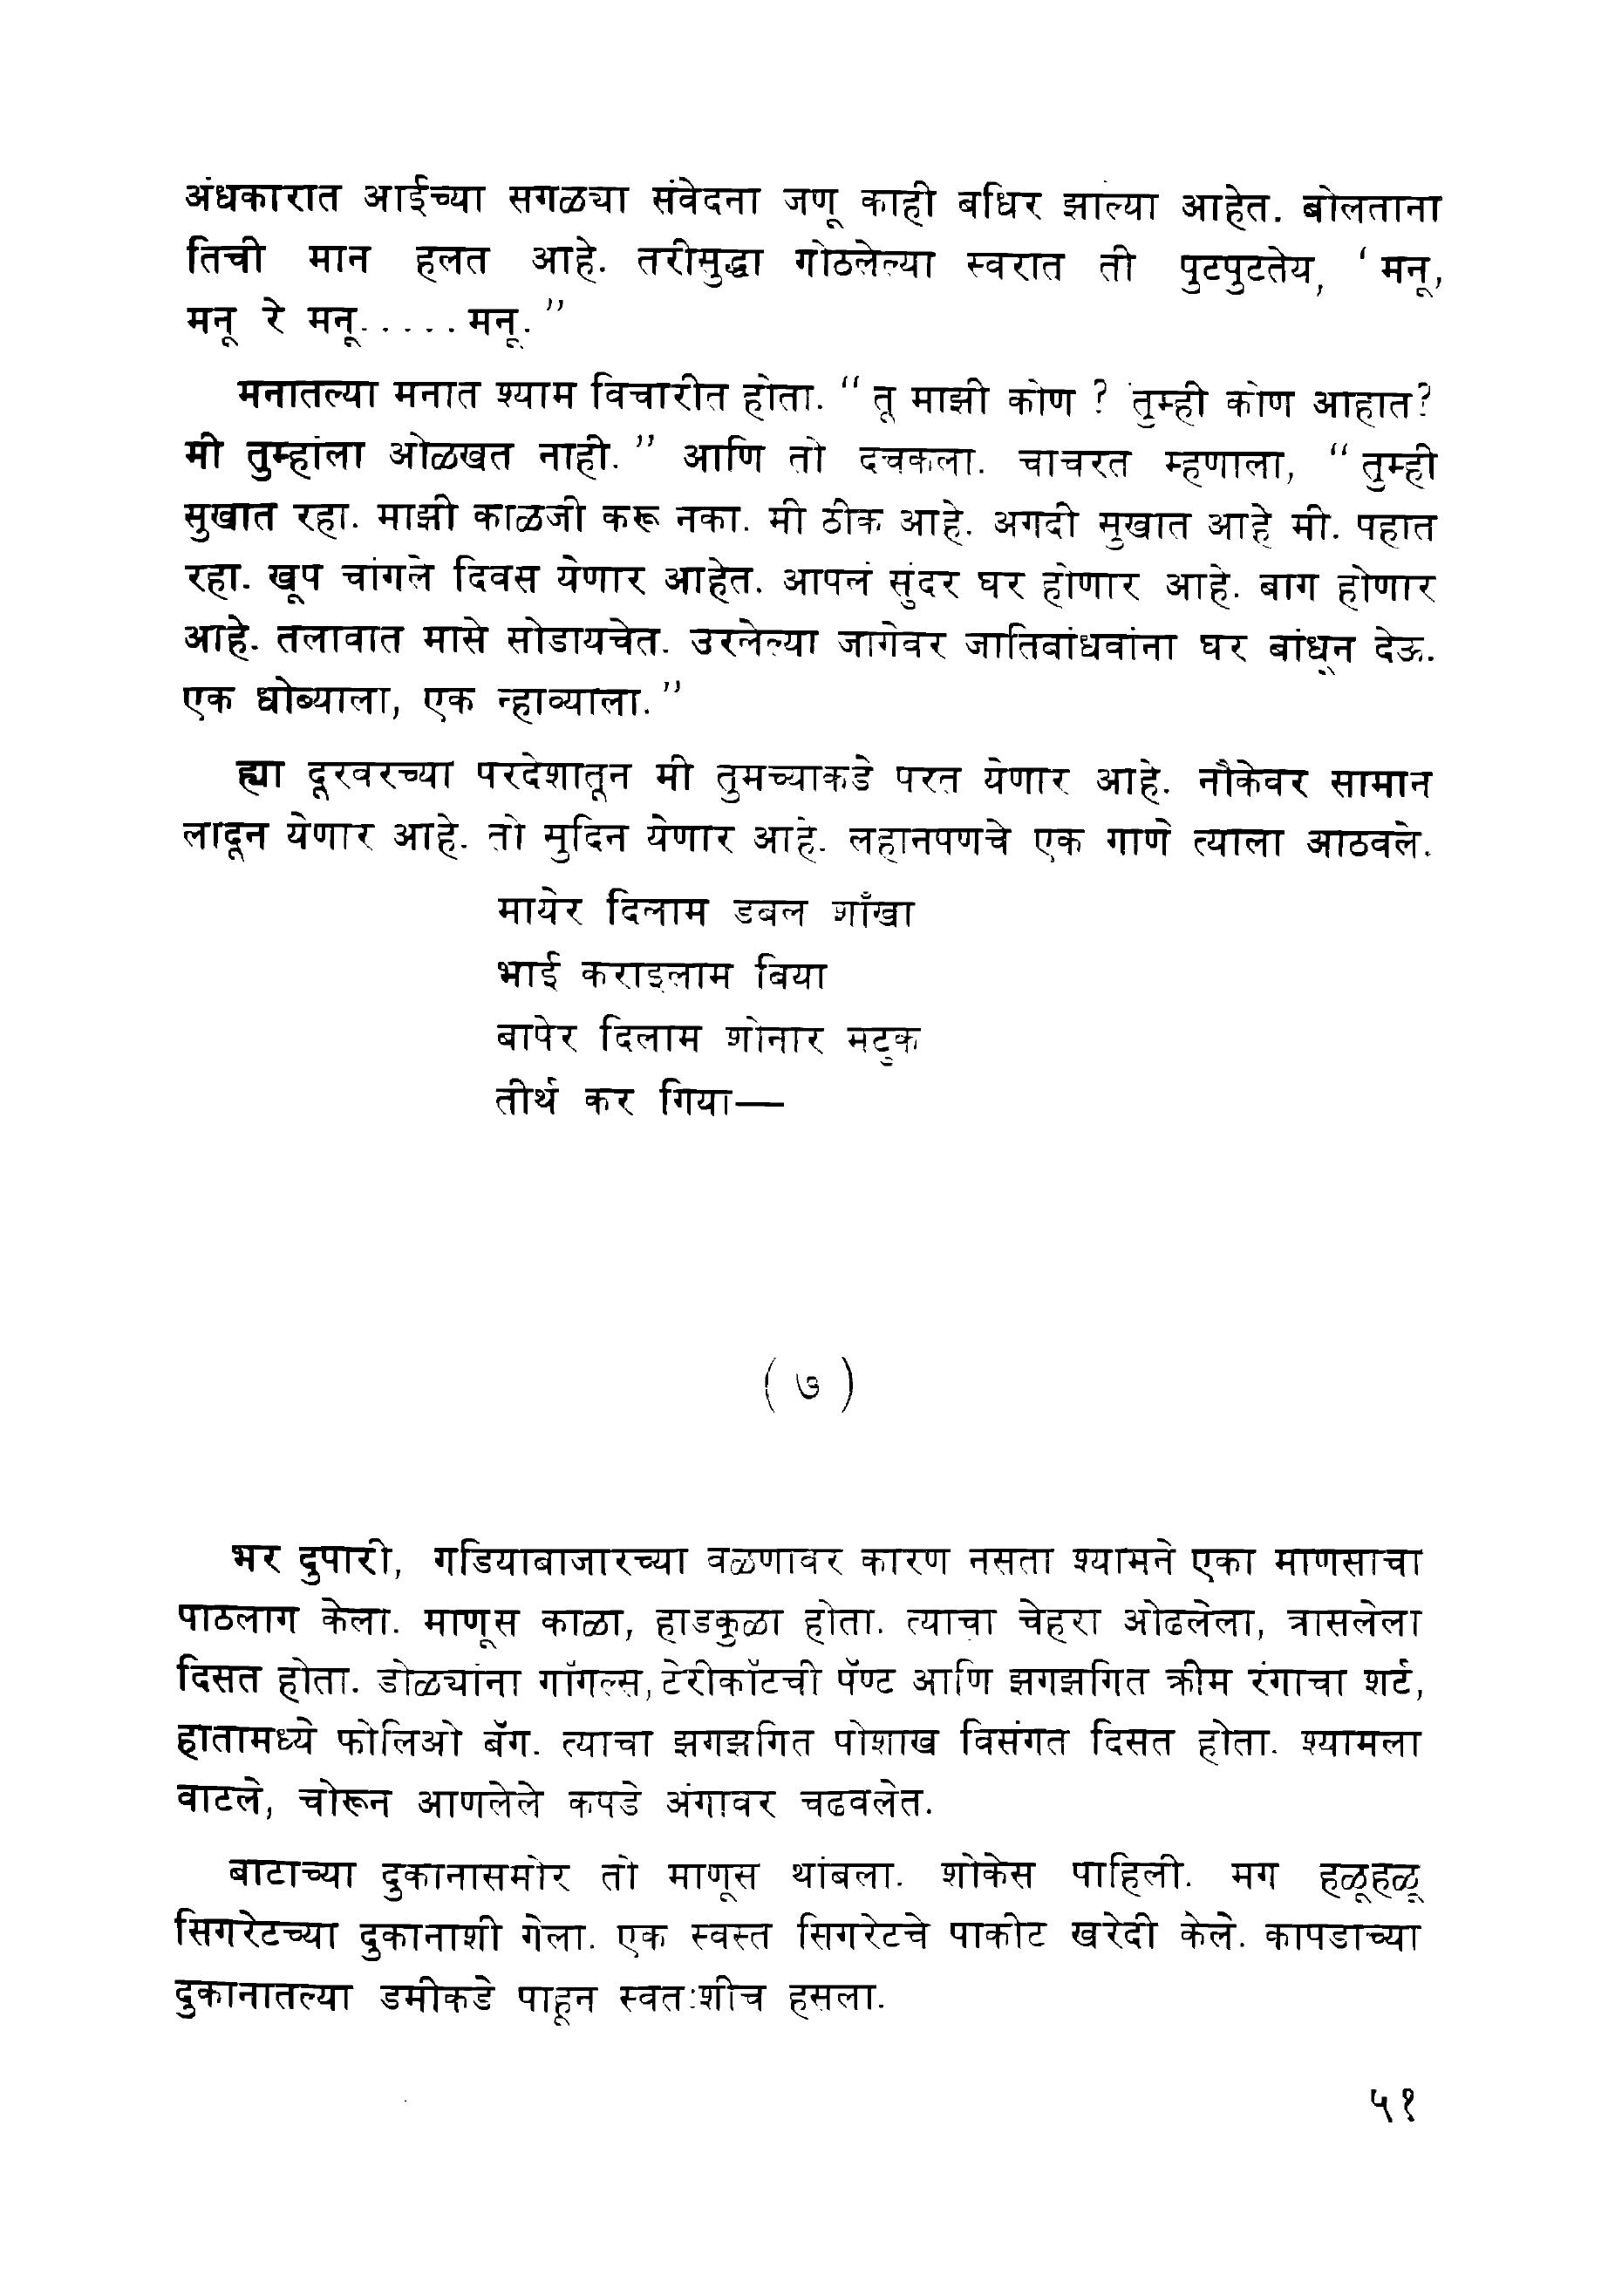 अंधकारात आईच्या सगळ्या संवेदना जणू काही बधिर झाल्या आहेत. बोलताना
तिची मान हलत आहे. तरीसुद्धा गोठलेल्या स्वरात ती पुटपुटतेय, ‘ मनू,
मनू रे मनू. . . . . . मनू. ”
मनातल्या मनात श्याम विचारीत होता. “ तू माझी कोण ? तुम्ही कोण आहात?
मी तुम्हांला ओळखत नाही. ” आणि तो दचकला. चाचरत म्हणाला, “ तुम्ही
सुखात रहा. माझी काळजी करू नका. मी ठीक आहे. अगदी सुखात आहे मी. पहात
रहा. खूप चांगले दिवस येणार आहेत. आपलं सुंदर घर होणार आहे. बाग होणार
आहे. तलावात मासे सोडायचेत. उरलेल्या जागेवर जातिबांधवांना घर बांधून देऊ.
एक धोब्याला, एक न्हाव्याला. ”
ह्या दूरवरच्या परदेशातून मी तुमच्याकडे परत येणार आहे. नौकेवर सामान
लादून येणार आहे. तो सुदिन येणार आहे. लहानपणचे एक गाणे त्याला आठवले.
मायेर दिलाम डबल शाँखा
भाई कराइलाम बिया
बापेर दिलाम शोनार मटुक
तीर्थ कर गिया—
( ७ )
भर दुपारी, गडियाबाजारच्या वळणावर कारण नसता श्यामने एका माणसाचा
पाठलाग केला. माणूस काळा, हाडकुळा होता. त्याचा चेहरा ओढलेला, त्रासलेला
दिसत होता. डोळ्यांना गॉगल्स, टेरीकॉटची पॅण्ट आणि झगझगित क्रीम रंगाचा शर्ट,
हातामध्ये फोलिओ बॅग. त्याचा झगझगित पोशाख विसंगत दिसत होता. श्यामला
वाटले, चोरून आणलेले कपडे अंगावर चढवलेत.
बाटाच्या दुकानासमोर तो माणूस थांबला. शोकेस पाहिली. मग हळूहळू
सिगरेटच्या दुकानाशी गेला. एक स्वस्त सिगरेटचे पाकीट खरेदी केले. कापडाच्या
दुकानातल्या डमीकडे पाहून स्वतःशीच हसला.
५१